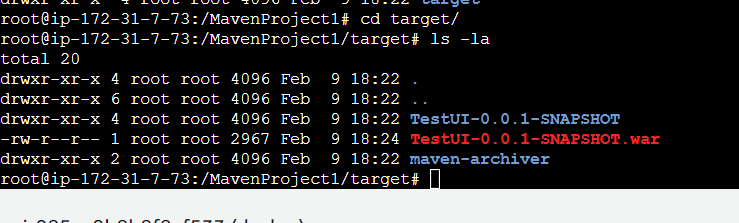 root@ip-172-31-7-73:/MavenProject1# cd target/
root@ip-172-31-7-73:/MavenProject1/target# ls -la
total 20
drwxr-xr-x 4 root root 4096 Feb  9 18:22 .
drwxr-xr-x 6 root root 4096 Feb  9 18:22 ..
drwxr-xr-x 4 root root 4096 Feb  9 18:22 TestUI-0.0.1-SNAPSHOT
-rw-r--r-- 1 root root 2967 Feb  9 18:24 TestUI-0.0.1-SNAPSHOT.war
drwxr-xr-x 2 root root 4096 Feb  9 18:22 maven-archiver
root@ip-172-31-7-73:/MavenProject1/target#